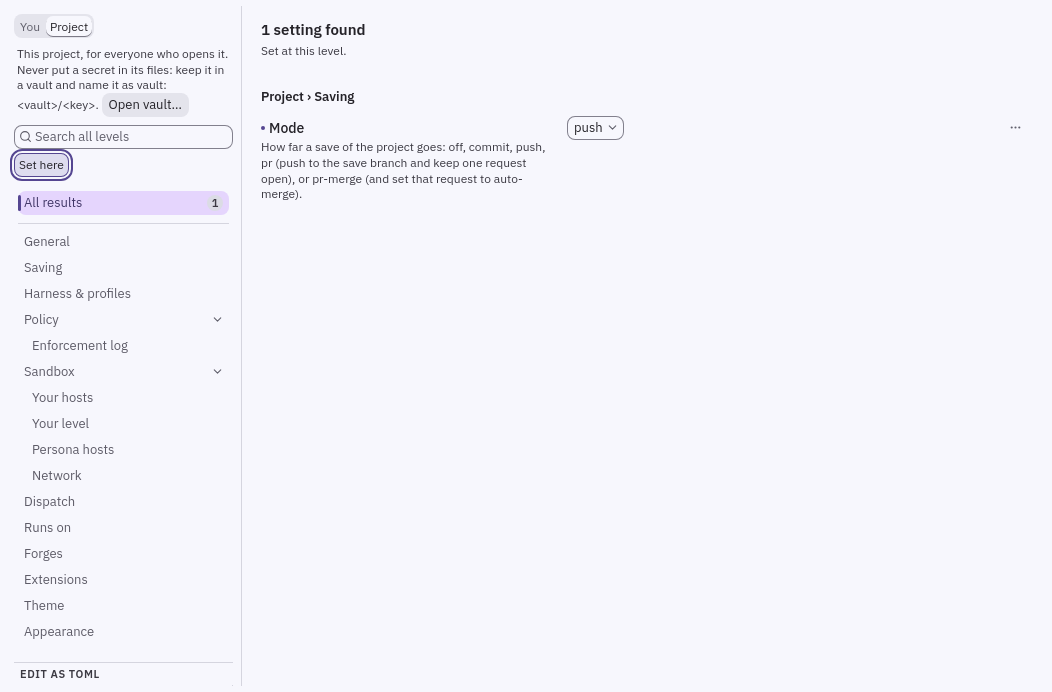 You Project
This project, for everyone who opens it.
Never put a secret in its files: keep it in
a vault and name it as vault:
<vault>/<key>. Open vault...
Search all levels
Set here
All results 1
General
Saving
Harness & profiles
Policy
Enforcement log
Sandbox
Your hosts
Your level
Persona hosts
Network
Dispatch
Runs on
Forges
Extensions
Theme
Appearance
EDIT AS TOML
1 setting found
Set at this level.
Project › Saving
Mode
push
How far a save of the project goes: off, commit, push,
pr (push to the save branch and keep one request
open), or pr-merge (and set that request to auto-
merge).